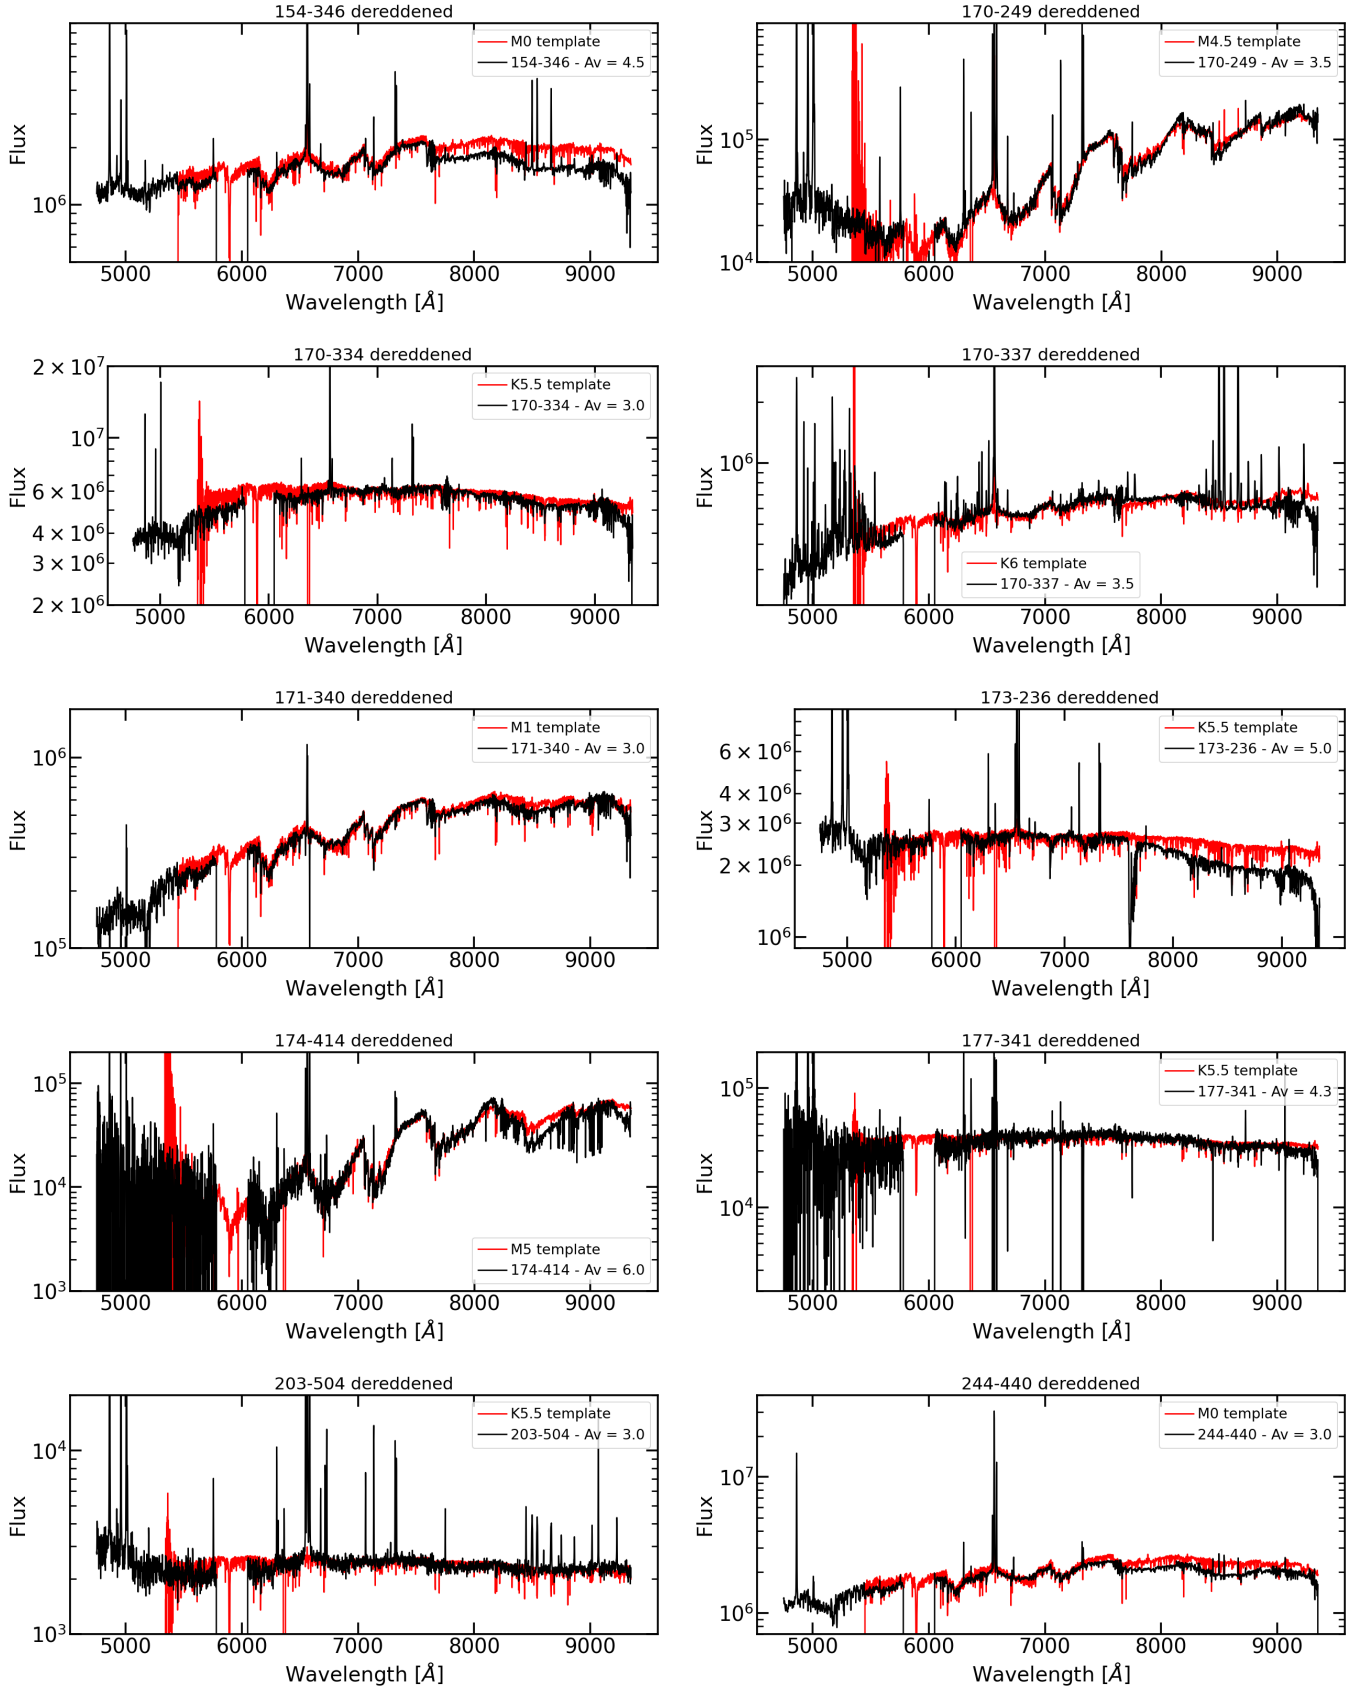 154-346 dereddened
M0 template
154-346 - Av = 4.5
Flux
10^6
5000 6000 7000 8000 9000
Wavelength [Å]
170-249 dereddened
M4.5 template
170-249 - Av = 3.5
Flux
10^5
10^4
5000 6000 7000 8000 9000
Wavelength [Å]
170-334 dereddened
K5.5 template
170-334 - Av = 3.0
Flux
2 × 10^7
10^7
6 × 10^6
4 × 10^6
3 × 10^6
2 × 10^6
5000 6000 7000 8000 9000
Wavelength [Å]
170-337 dereddened
K6 template
170-337 - Av = 3.5
Flux
10^6
5000 6000 7000 8000 9000
Wavelength [Å]
171-340 dereddened
M1 template
171-340 - Av = 3.0
Flux
10^6
10^5
5000 6000 7000 8000 9000
Wavelength [Å]
173-236 dereddened
K5.5 template
173-236 - Av = 5.0
Flux
6 × 10^6
4 × 10^6
3 × 10^6
2 × 10^6
10^6
5000 6000 7000 8000 9000
Wavelength [Å]
174-414 dereddened
M5 template
174-414 - Av = 6.0
Flux
10^5
10^4
10^3
5000 6000 7000 8000 9000
Wavelength [Å]
177-341 dereddened
K5.5 template
177-341 - Av = 4.3
Flux
10^5
10^4
5000 6000 7000 8000 9000
Wavelength [Å]
203-504 dereddened
K5.5 template
203-504 - Av = 3.0
Flux
10^4
10^3
5000 6000 7000 8000 9000
Wavelength [Å]
244-440 dereddened
M0 template
244-440 - Av = 3.0
Flux
10^7
10^6
5000 6000 7000 8000 9000
Wavelength [Å]